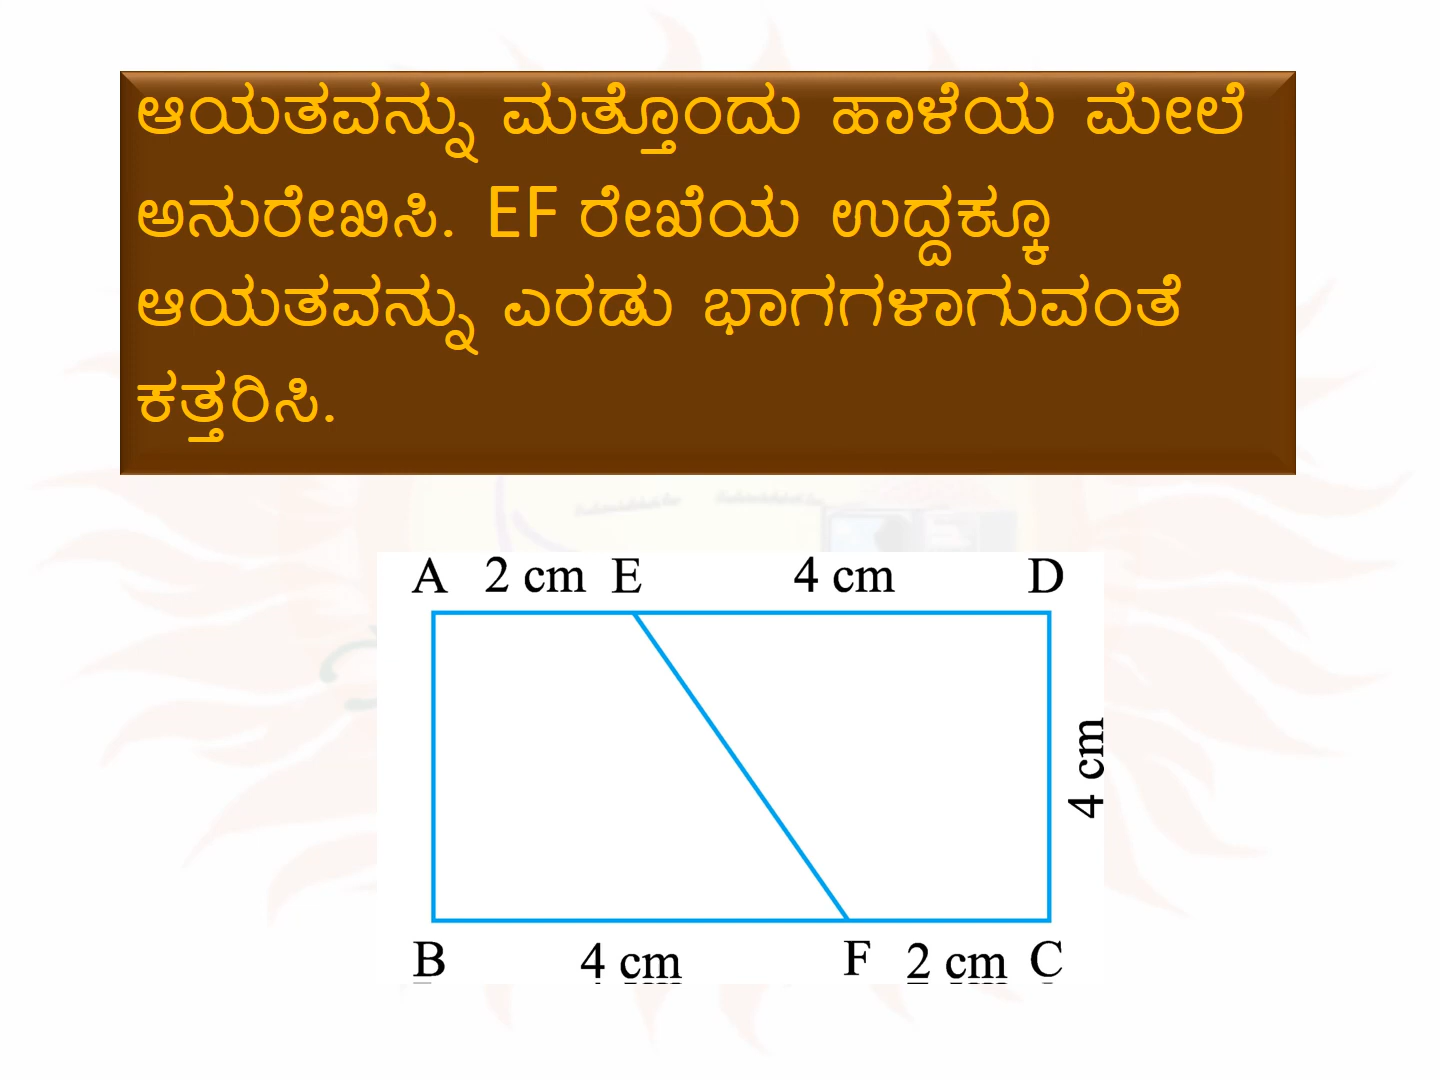 ಆಯತವನ್ನು ಮತ್ತೊಂದು ಹಾಳೆಯ ಮೇಲೆ
ಅನುರೇಖಿಸಿ. EF ರೇಖೆಯ ಉದ್ದಕ್ಕೂ
ಆಯತವನ್ನು ಎರಡು ಭಾಗಗಳಾಗುವಂತೆ
ಕತ್ತರಿಸಿ.
A 2 cm E 4 cm D
4 cm
B 4 cm F 2 cm C